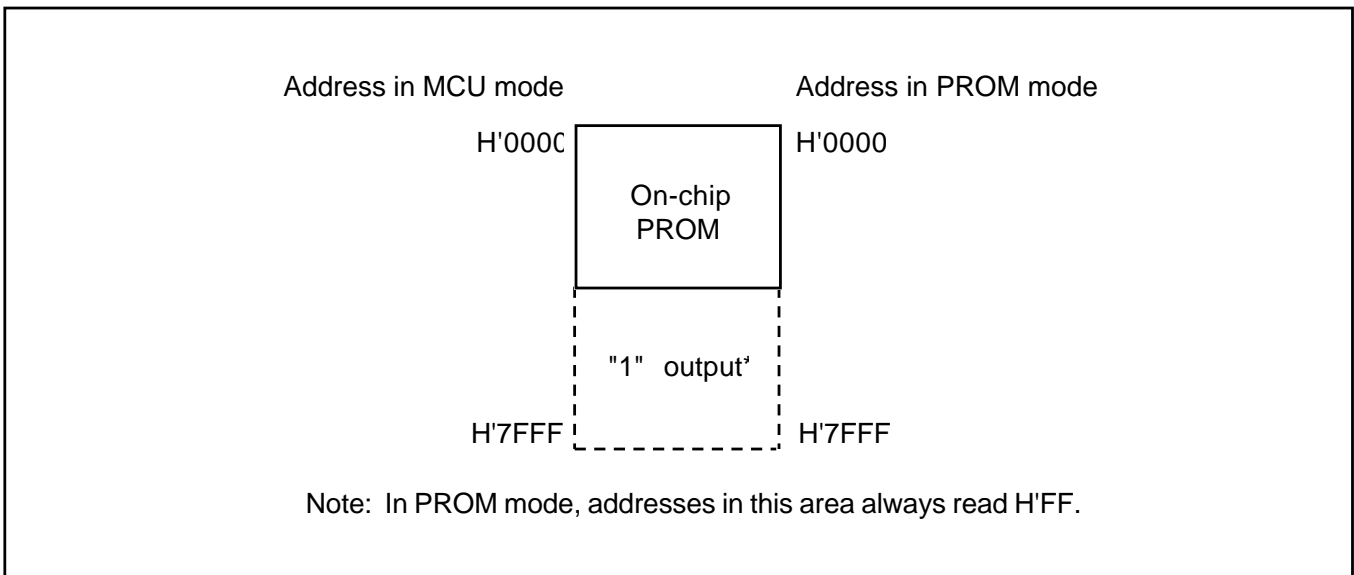 Address in MCU mode Address in PROM mode
H'0000 H'0000
On-chip
PROM
"1" output*
H'7FFF H'7FFF
Note: In PROM mode, addresses in this area always read H'FF.